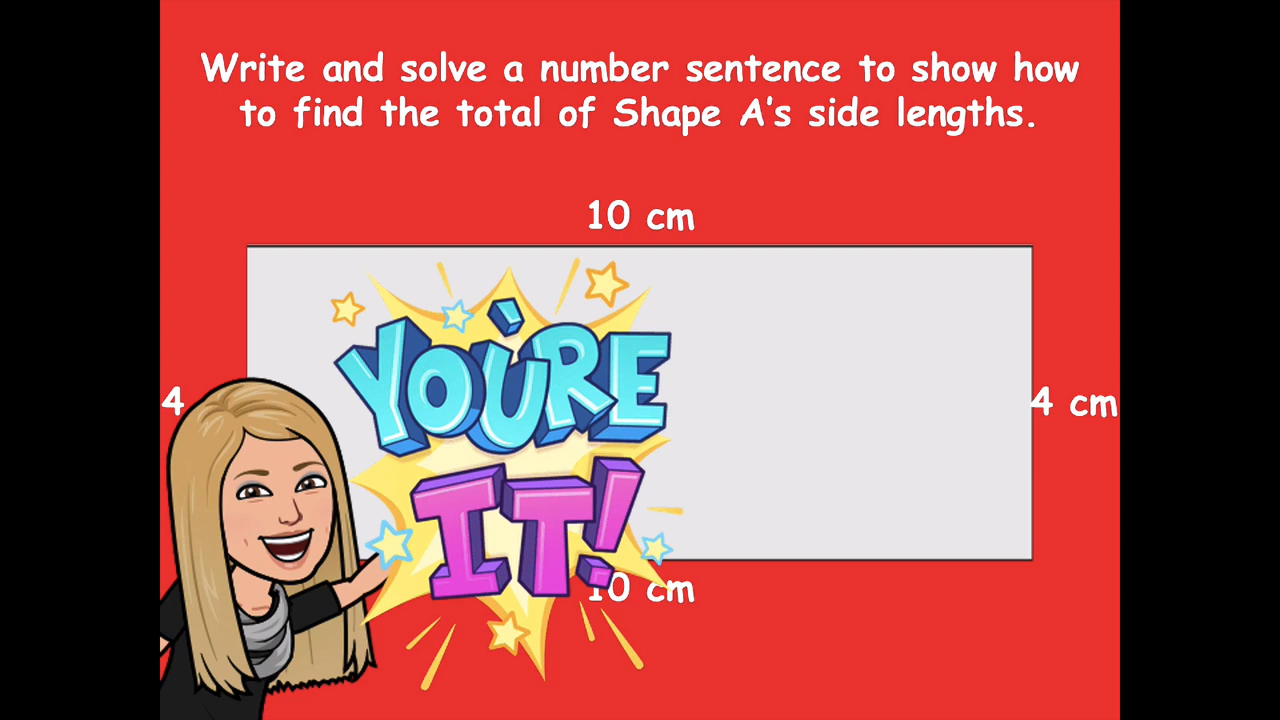 Write and solve a number sentence to show how
to find the total of Shape A's side lengths.
10 cm
YOU'RE
4
4 cm
IT!
10 cm